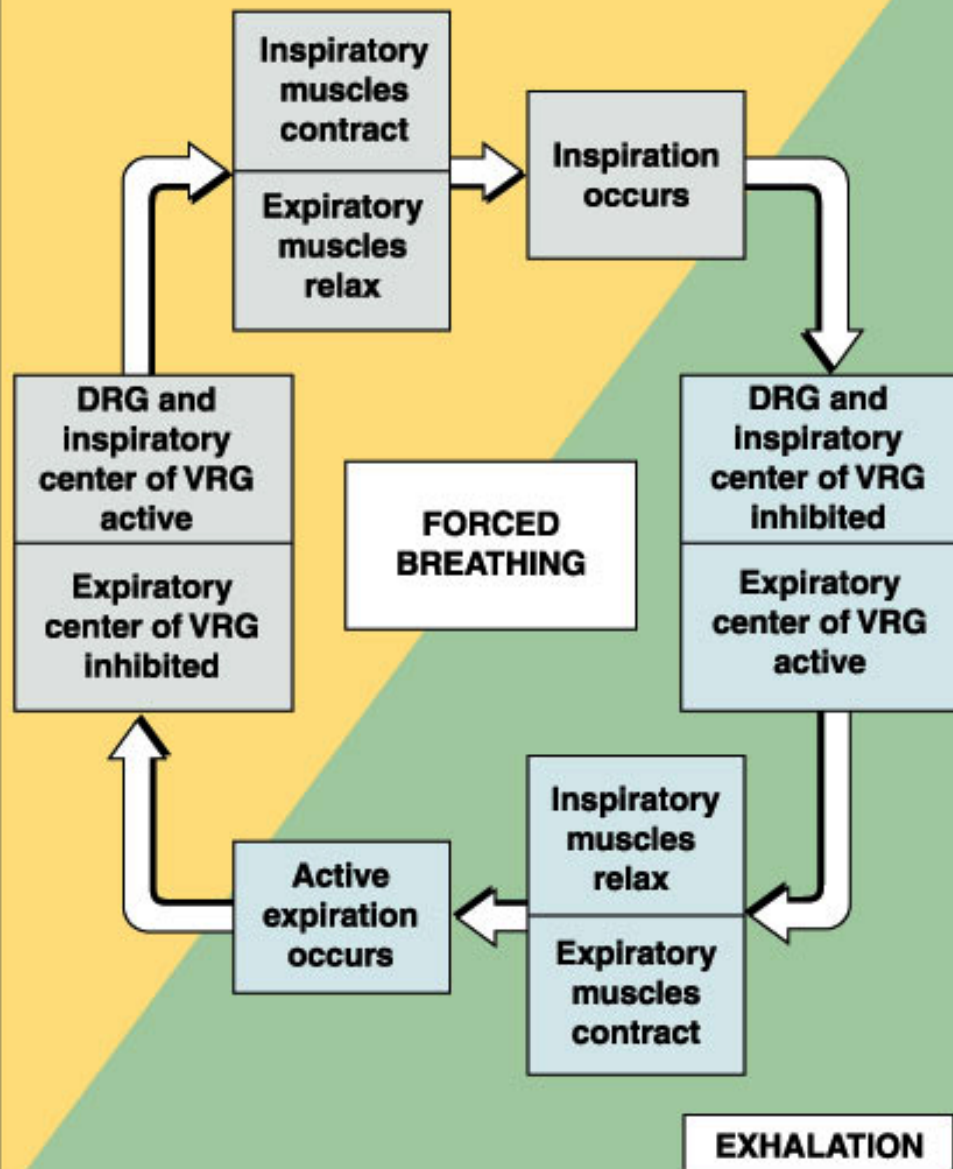 Inspiratory
muscles
contract
Expiratory
muscles
relax
Inspiration
occurs
DRG and
inspiratory
center of VRG
active
Expiratory
center of VRG
inhibited
FORCED
BREATHING
DRG and
inspiratory
center of VRG
inhibited
Expiratory
center of VRG
active
Inspiratory
muscles
relax
Expiratory
muscles
contract
Active
expiration
occurs
EXHALATION